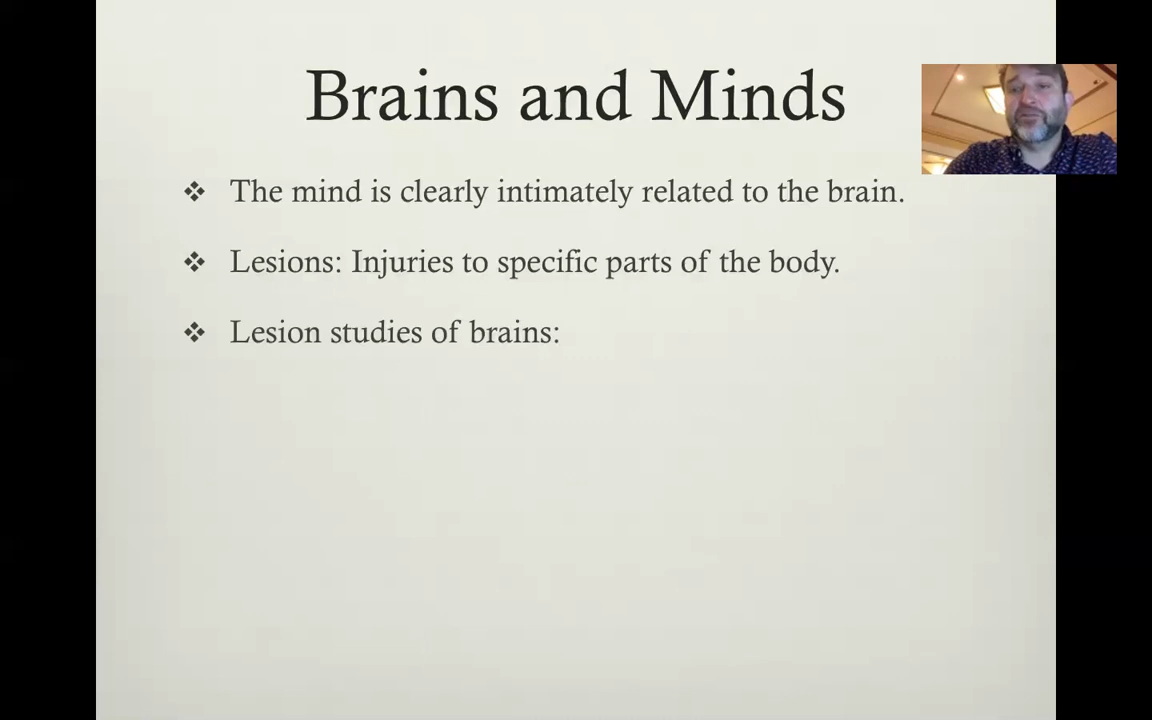 Brains and Minds
❖ The mind is clearly intimately related to the brain.
❖ Lesions: Injuries to specific parts of the body.
❖ Lesion studies of brains: